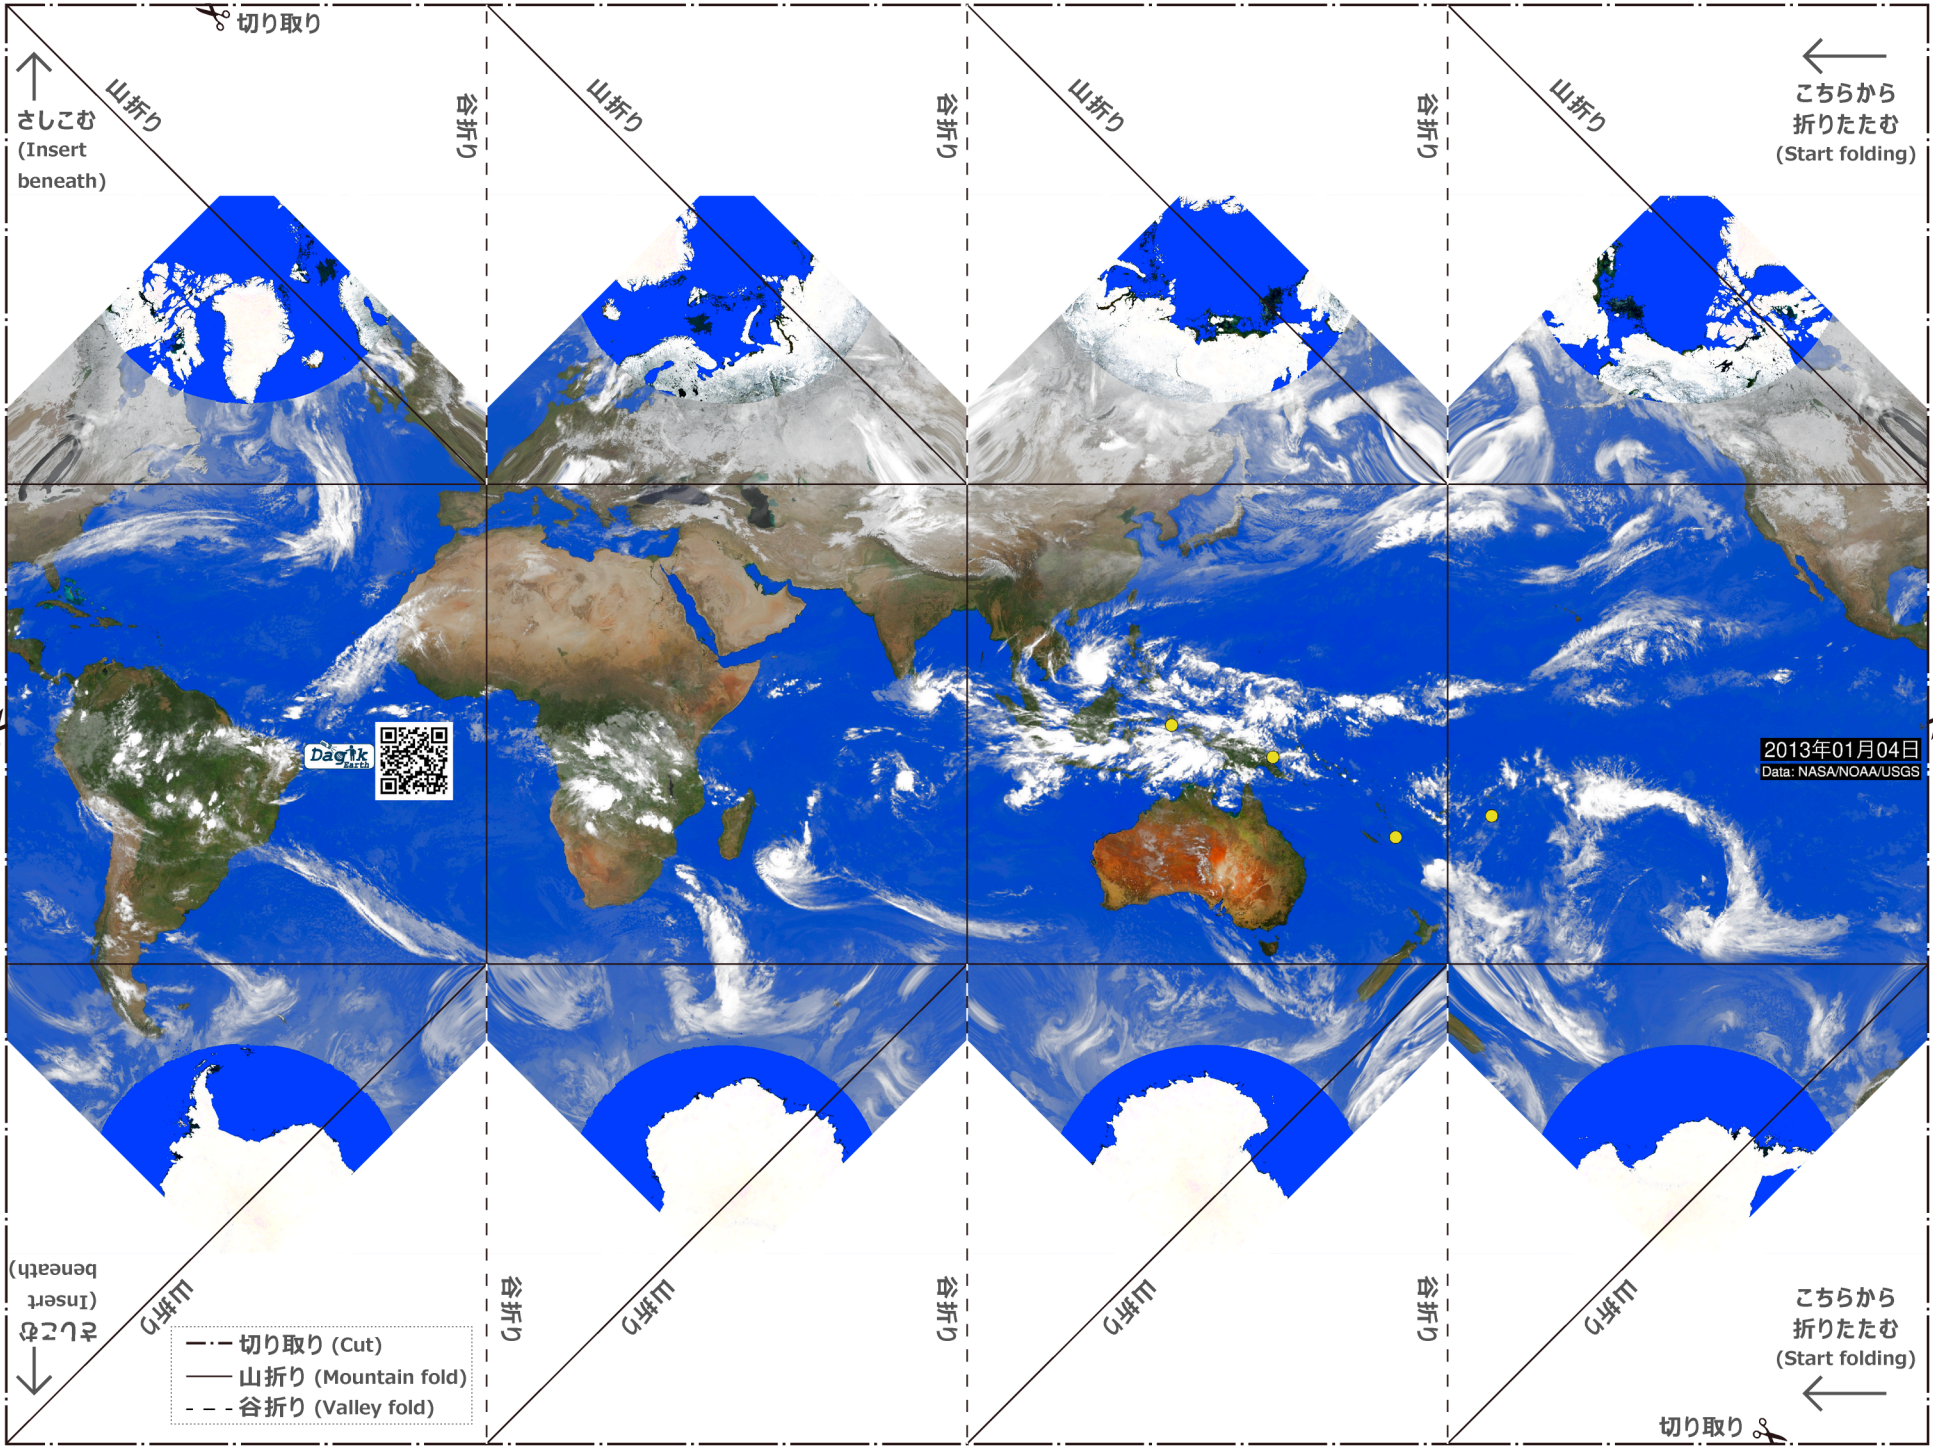 切り取り
山折り
谷折り
山折り
谷折り
山折り
谷折り
山折り
さしこむ
(Insert
beneath)
こちらから
折りたたむ
(Start folding)
Dagik
Earth
2013年01月04日
Data: NASA/NOAA/USGS
さしこむ
(Insert
beneath)
山折り
谷折り
山折り
谷折り
山折り
谷折り
山折り
切り取り (Cut)
山折り (Mountain fold)
谷折り (Valley fold)
こちらから
折りたたむ
(Start folding)
切り取り